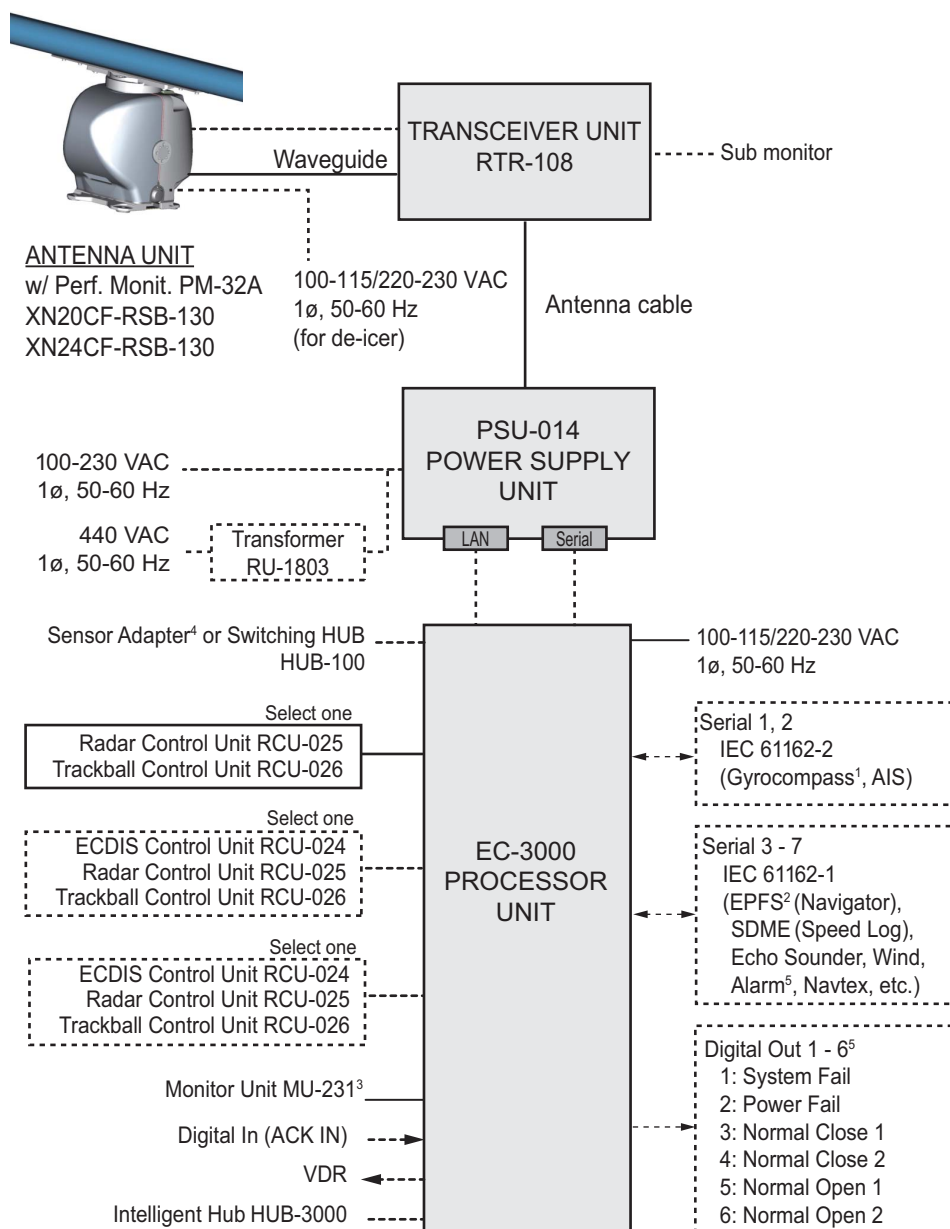 TRANSCEIVER UNIT
RTR-108
Sub monitor
Waveguide
ANTENNA UNIT
w/ Perf. Monit. PM-32A
XN20CF-RSB-130
XN24CF-RSB-130
100-115/220-230 VAC
1ø, 50-60 Hz
(for de-icer)
Antenna cable
PSU-014
POWER SUPPLY
UNIT
LAN
Serial
100-230 VAC
1ø, 50-60 Hz
440 VAC
1ø, 50-60 Hz
Transformer
RU-1803
Sensor Adapter⁴ or Switching HUB
HUB-100
100-115/220-230 VAC
1ø, 50-60 Hz
Select one
Radar Control Unit RCU-025
Trackball Control Unit RCU-026
Select one
ECDIS Control Unit RCU-024
Radar Control Unit RCU-025
Trackball Control Unit RCU-026
Select one
ECDIS Control Unit RCU-024
Radar Control Unit RCU-025
Trackball Control Unit RCU-026
EC-3000
PROCESSOR
UNIT
Serial 1, 2
IEC 61162-2
(Gyrocompass¹, AIS)
Serial 3 - 7
IEC 61162-1
(EPFS² (Navigator),
SDME (Speed Log),
Echo Sounder, Wind,
Alarm⁵, Navtex, etc.)
Monitor Unit MU-231³
Digital In (ACK IN)
VDR
Intelligent Hub HUB-3000
Digital Out 1 - 6⁵
1: System Fail
2: Power Fail
3: Normal Close 1
4: Normal Close 2
5: Normal Open 1
6: Normal Open 2